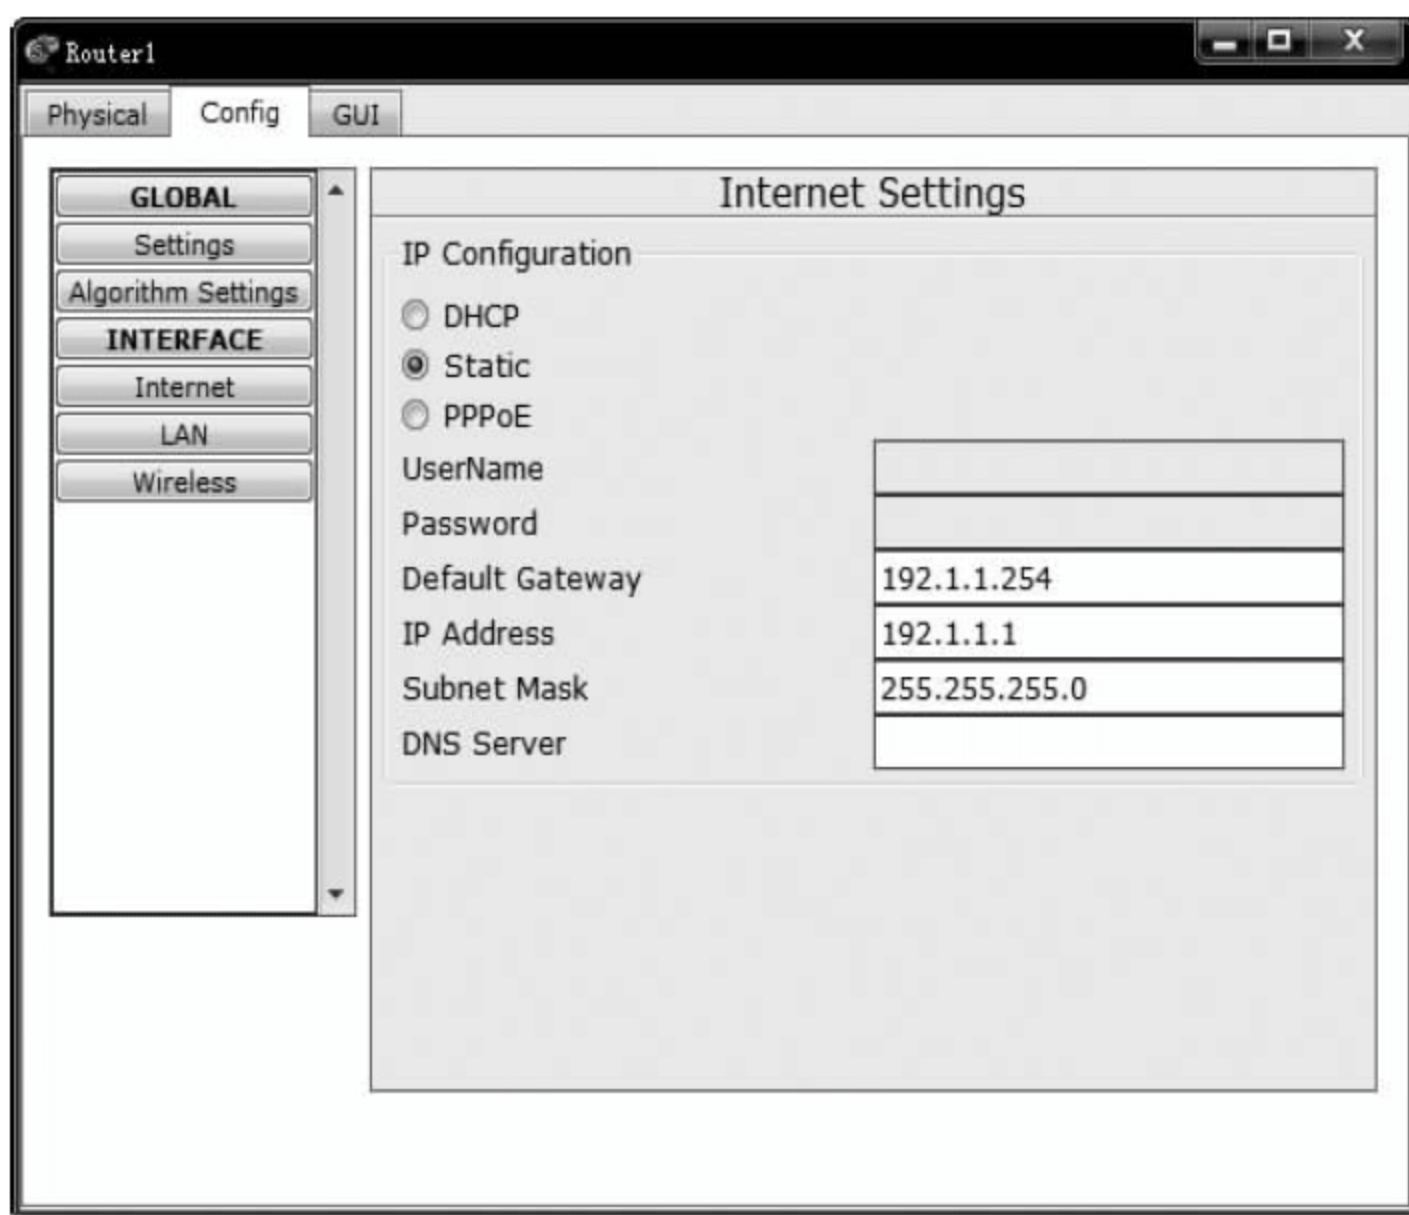 Router1
Physical Config GUI
GLOBAL
Settings
Algorithm Settings
INTERFACE
Internet
LAN
Wireless
Internet Settings
IP Configuration
DHCP
Static
PPPoE
UserName
Password
Default Gateway 192.1.1.254
IP Address 192.1.1.1
Subnet Mask 255.255.255.0
DNS Server